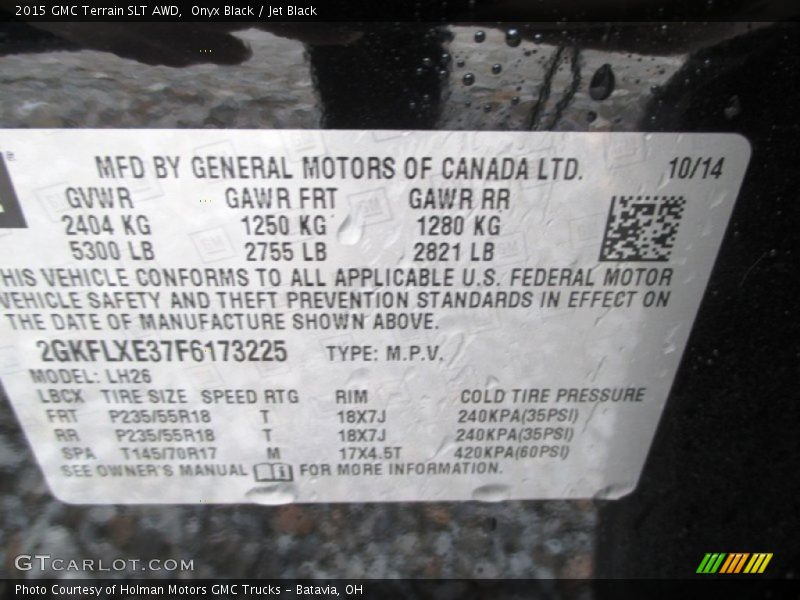 2015 GMC Terrain SLT AWD,  Onyx Black / Jet Black
MFD BY GENERAL MOTORS OF CANADA LTD. 10/14
GVWR GAWR FRT GAWR RR
2404 KG 1250 KG 1280 KG
5300 LB 2755 LB 2821 LB
HIS VEHICLE CONFORMS TO ALL APPLICABLE U.S. FEDERAL MOTOR
VEHICLE SAFETY AND THEFT PREVENTION STANDARDS IN EFFECT ON
THE DATE OF MANUFACTURE SHOWN ABOVE.
2GKFLXE37F6173225 TYPE: M.P.V.
MODEL: LH26
LBCX TIRE SIZE SPEED RTG RIM COLD TIRE PRESSURE
FRT P235/55R18 T 18X7J 240KPA(35PSI)
RR P235/55R18 T 18X7J 240KPA(35PSI)
SPA T145/70R17 M 17X4.5T 420KPA(60PSI)
SEE OWNER'S MANUAL FOR MORE INFORMATION.
GTCARLOT.COM
Photo Courtesy of Holman Motors GMC Trucks - Batavia, OH